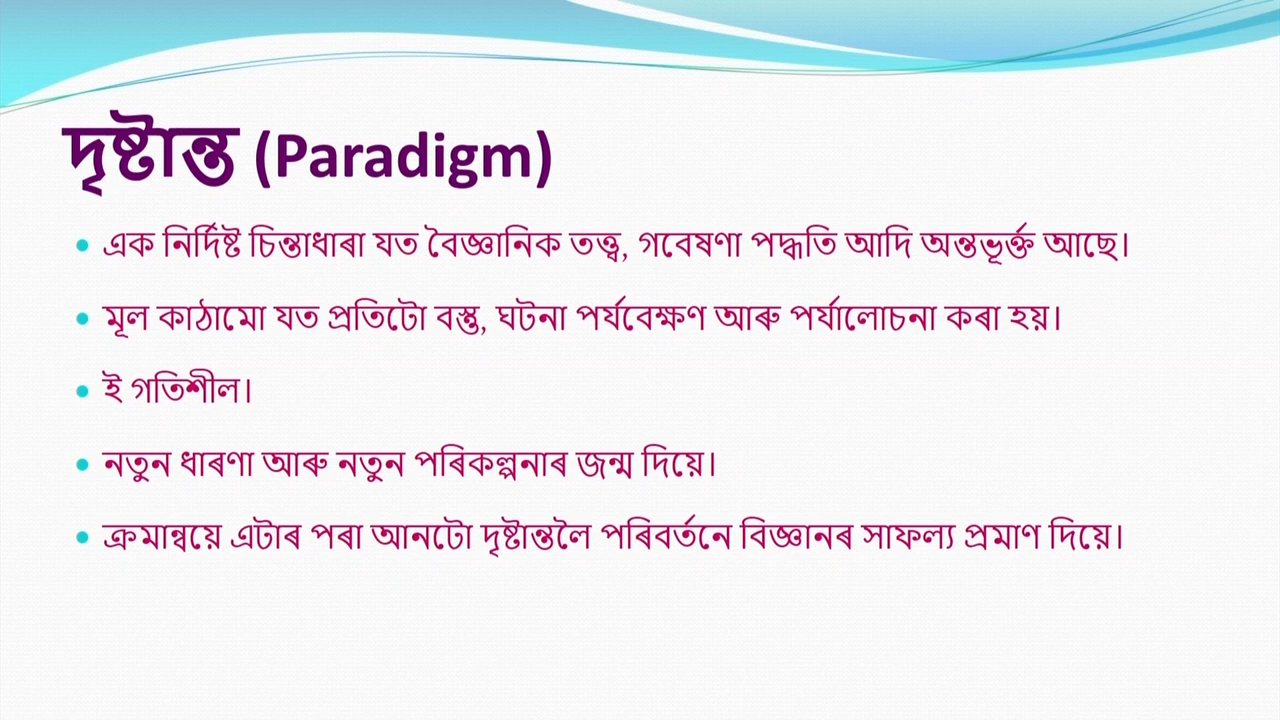 দৃষ্টান্ত (Paradigm)
এক নিৰ্দিষ্ট চিন্তাধাৰা যত বৈজ্ঞানিক তত্ত্ব, গবেষণা পদ্ধতি আদি অন্তৰ্ভূক্ত আছে।
মূল কাঠামো যত প্ৰতিটো বস্তু, ঘটনা পৰ্যবেক্ষণ আৰু পৰ্যালোচনা কৰা হয়।
ই গতিশীল।
নতুন ধাৰণা আৰু নতুন পৰিকল্পনাৰ জন্ম দিয়ে।
ক্ৰমান্বয়ে এটাৰ পৰা আনটো দৃষ্টান্তলৈ পৰিবৰ্তনে বিজ্ঞানৰ সাফল্য প্ৰমাণ দিয়ে।